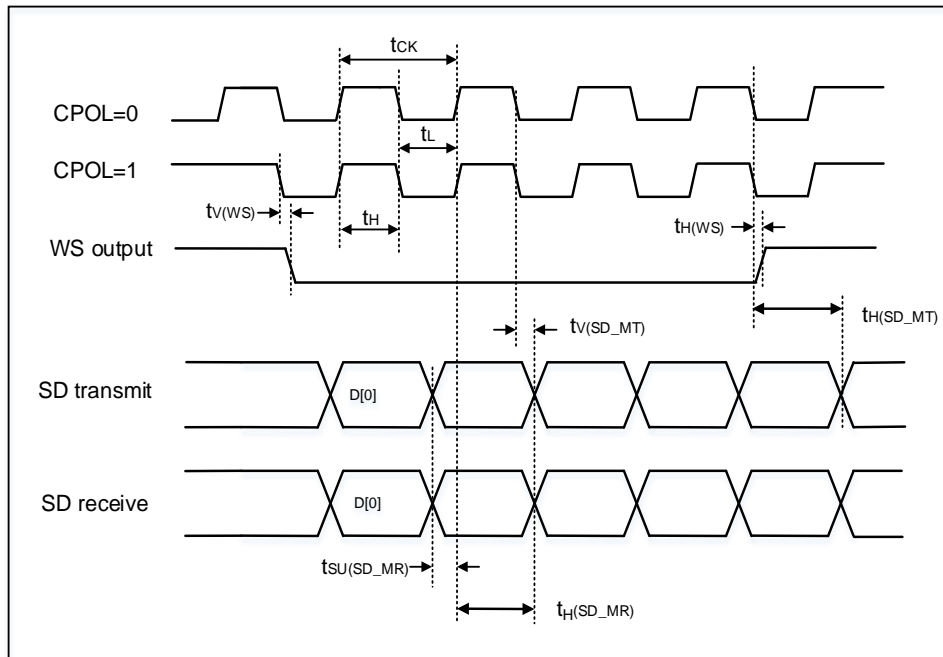 tCK
CPOL=0
tL
CPOL=1
tV(WS)
tH
tH(WS)
WS output
tH(SD_MT)
tV(SD_MT)
SD transmit
D[0]
SD receive
D[0]
tSU(SD_MR)
tH(SD_MR)